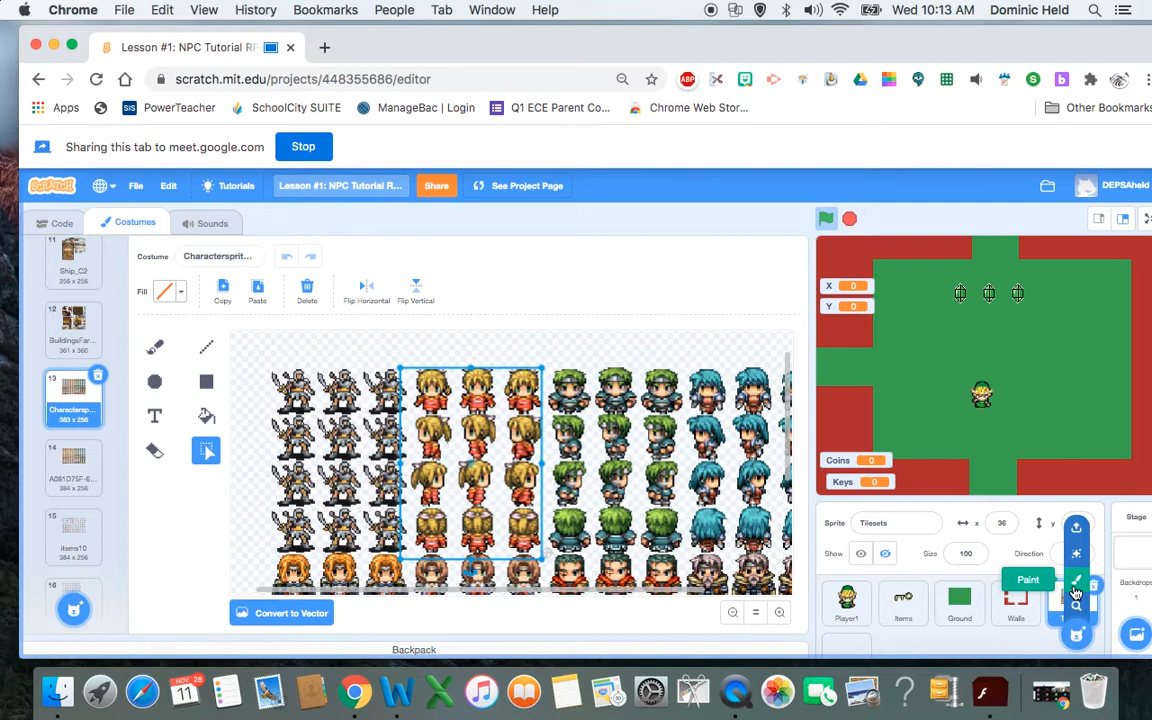 Chrome File Edit View History Bookmarks People Tab Window Help Wed 10:13 AM Dominic Held
Lesson #1: NPC Tutorial RP
scratch.mit.edu/projects/448355686/editor
Apps PowerTeacher SchoolCity SUITE ManageBac | Login Q1 ECE Parent Co... Chrome Web Stor... Other Bookmarks
Sharing this tab to meet.google.com Stop
SCRATCH File Edit Tutorials Lesson #1: NPC Tutorial R... Share See Project Page DEPSAheld
Code Costumes Sounds
11
Ship_C2
256 x 256
12
BuildingsFar...
361 x 360
13
Charactersp...
383 x 256
14
A081D75F-6...
384 x 256
15
items10
384 x 256
16
Costume Charactersprit...
Fill Copy Paste Delete Flip Horizontal Flip Vertical
T
Convert to Vector
Backpack
X 0
Y 0
Coins 0
Keys 0
Sprite Tilesets x 36 y
Show Size 100 Direction
Paint
Player1 Items Ground Walls
Stage
Backdrops
1
NOV 28
11